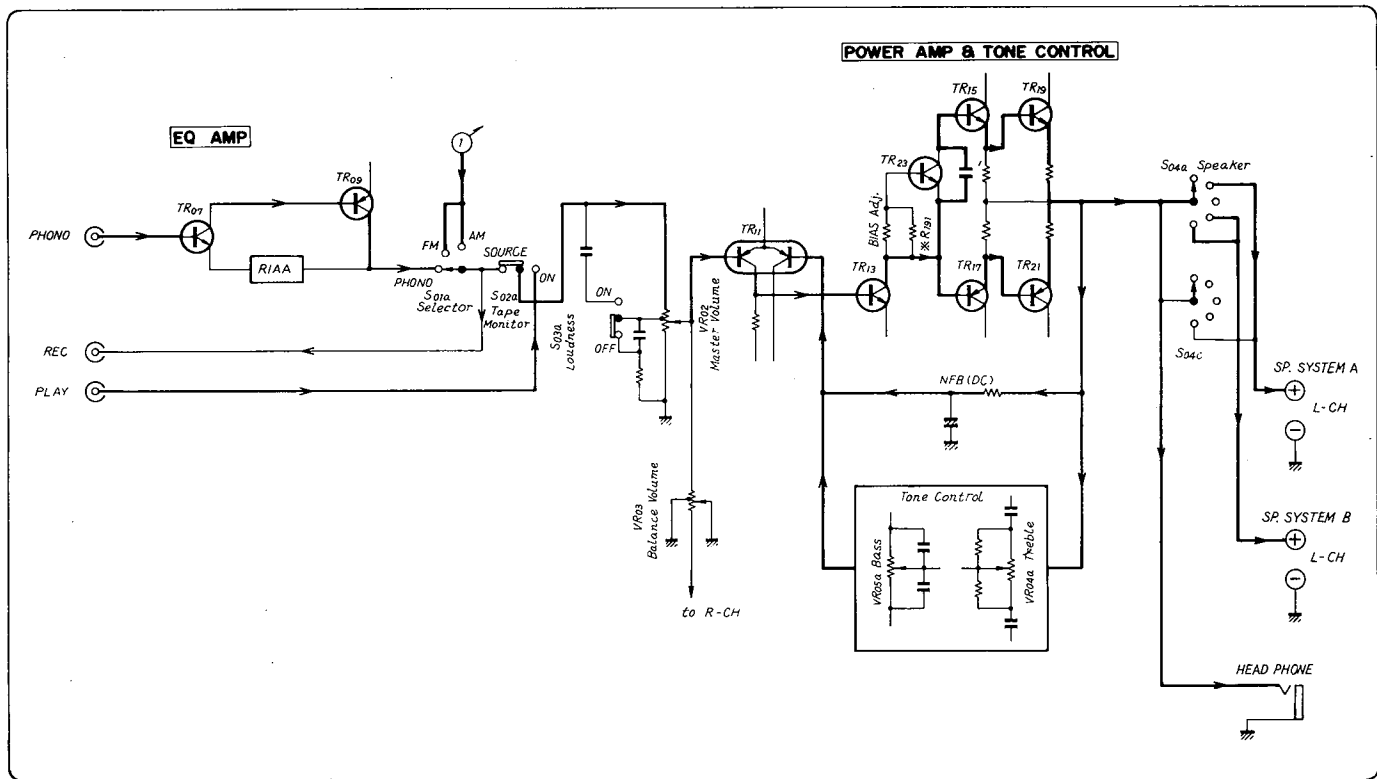 POWER AMP & TONE CONTROL
EQ AMP
PHONO
TR07
RIAA
TR09
1
FM
AM
PHONO
S01a
Selector
SOURCE
S02a
Tape
Monitor
ON
REC
PLAY
S03a
Loudness
ON
OFF
VR02
Master Volume
VR03
Balance Volume
to R-CH
TR11
TR13
BIAS Adj.
※R191
TR23
TR15
TR19
TR17
TR21
NFB (DC)
Tone Control
VR05a Bass
VR04a Treble
S04a Speaker
S04c
SP. SYSTEM A
+
L-CH
−
SP. SYSTEM B
+
L-CH
−
HEAD PHONE